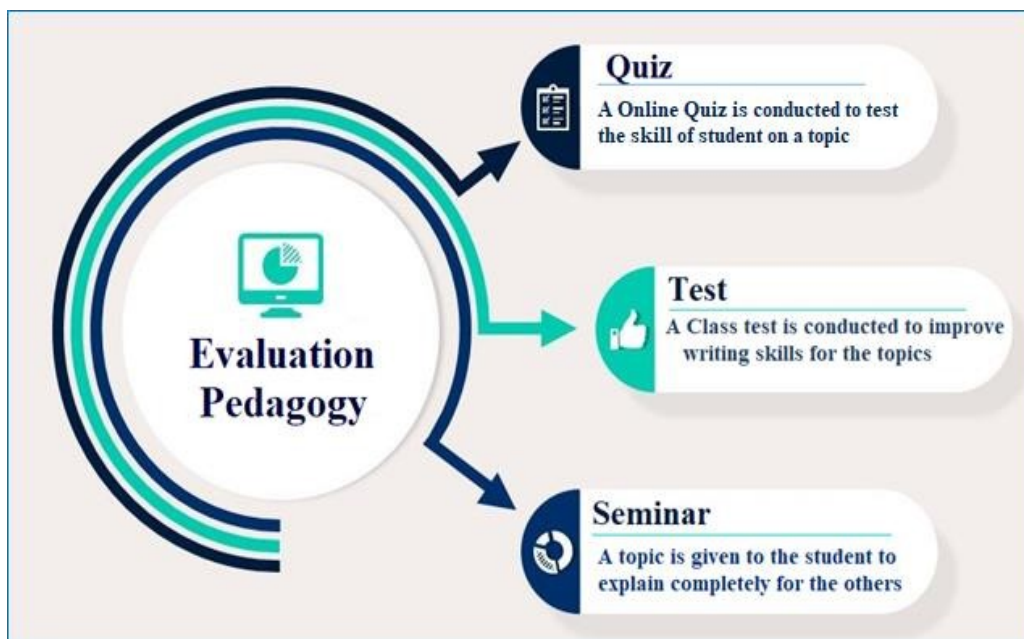 Evaluation
Pedagogy
Quiz
A Online Quiz is conducted to test
the skill of student on a topic
Test
A Class test is conducted to improve
writing skills for the topics
Seminar
A topic is given to the student to
explain completely for the others